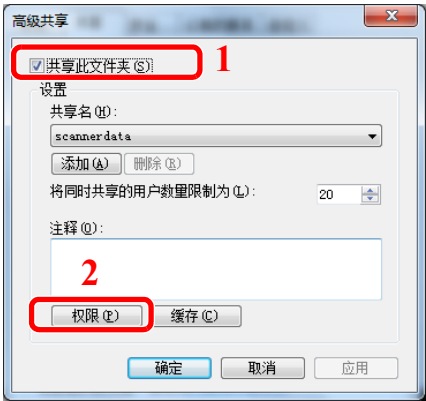 高级共享
共享此文件夹(S)
1
设置
共享名(H):
scannerdata
添加(A) 删除(R)
将同时共享的用户数量限制为(L): 20
注释(O):
2
权限(P) 缓存(C)
确定 取消 应用